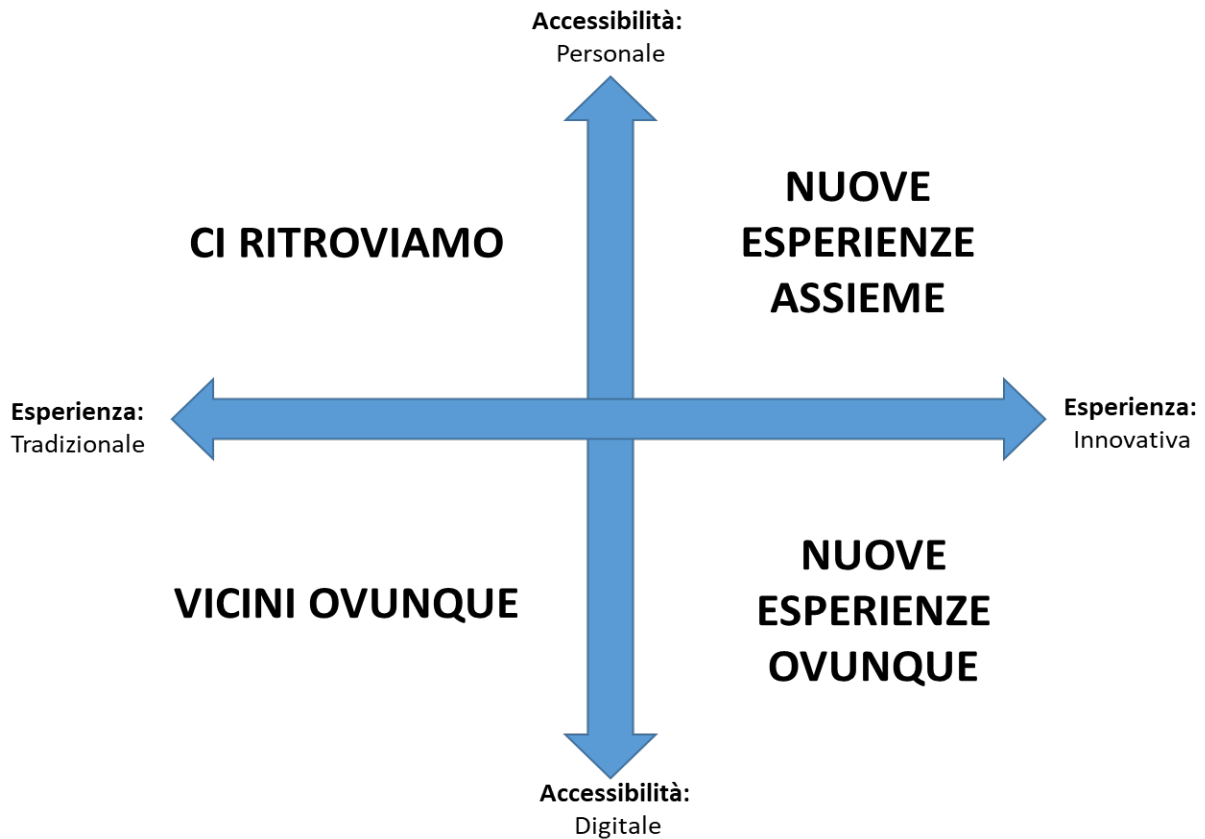 Accessibilità:
Personale
CI RITROVIAMO
NUOVE
ESPERIENZE
ASSIEME
Esperienza:
Tradizionale
Esperienza:
Innovativa
VICINI OVUNQUE
NUOVE
ESPERIENZE
OVUNQUE
Accessibilità:
Digitale